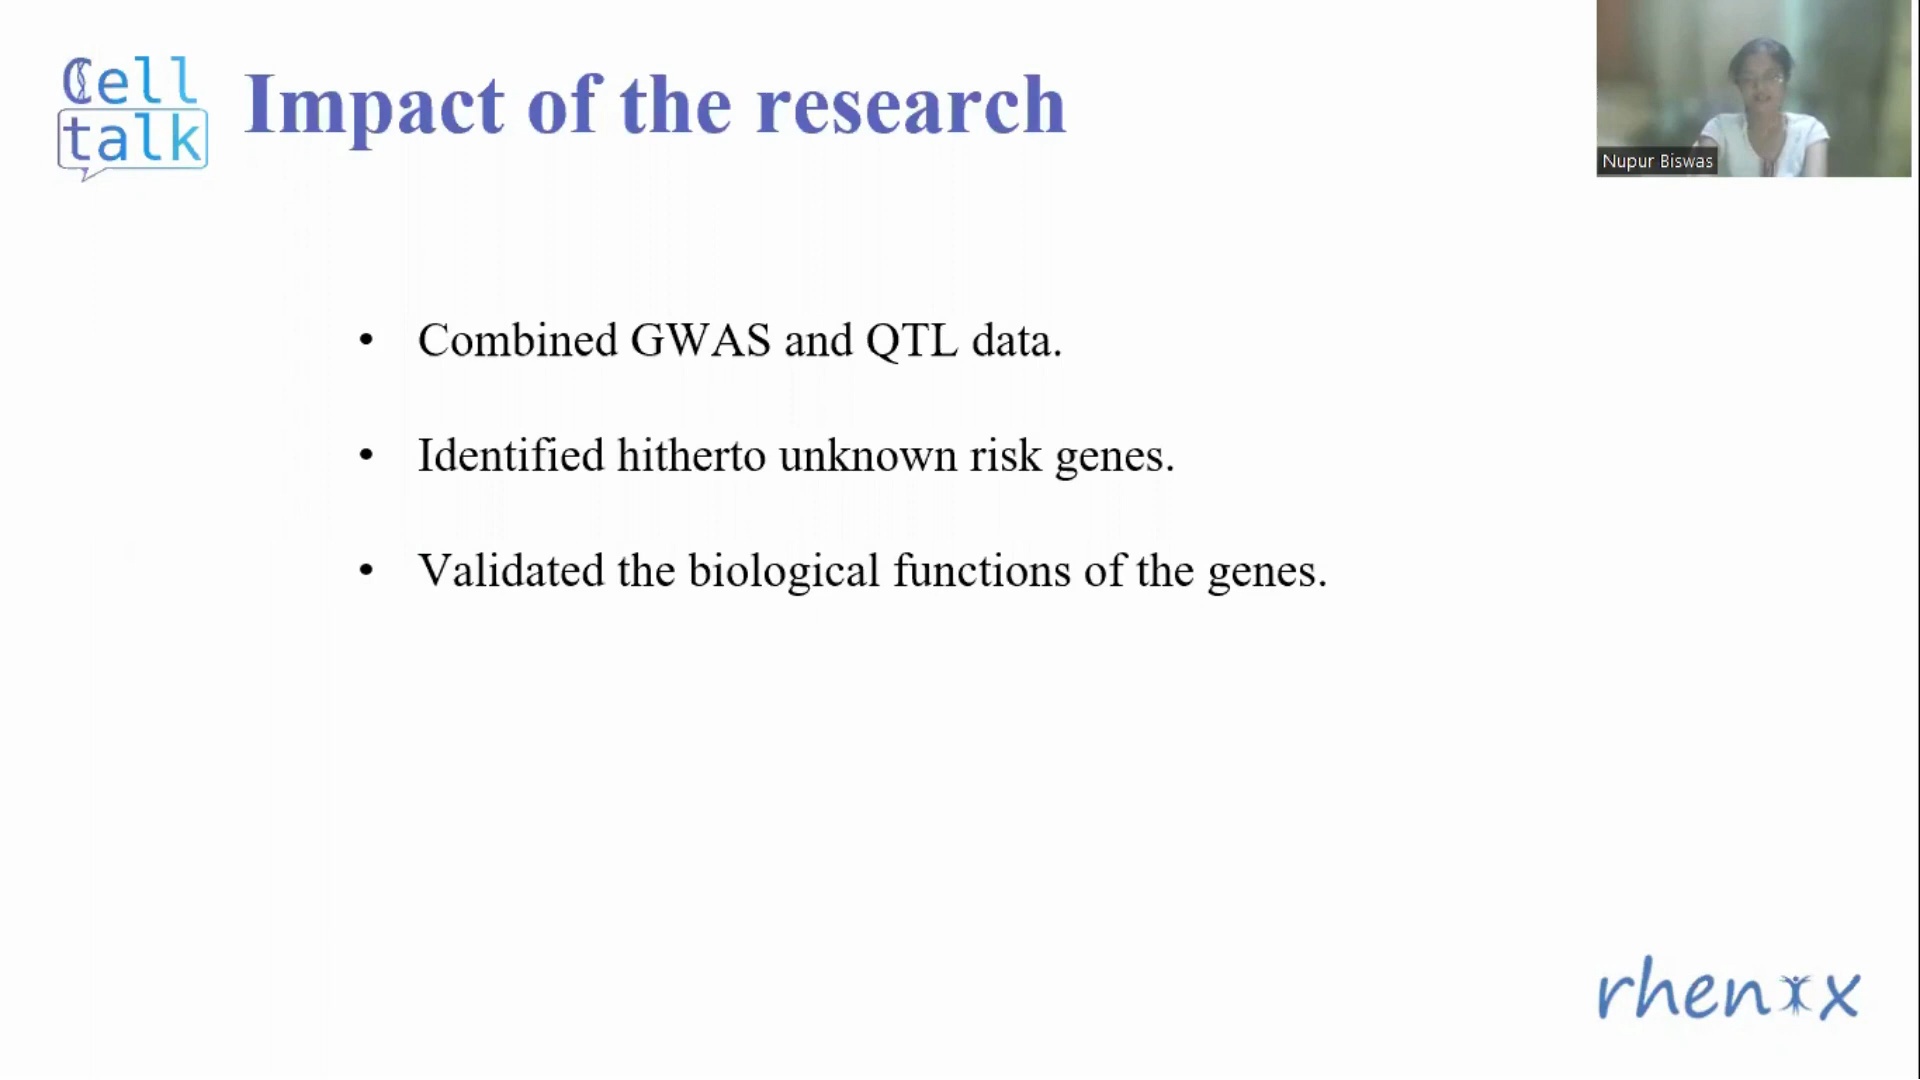 Cell
talk
Impact of the research
Nupur Biswas
• Combined GWAS and QTL data.
• Identified hitherto unknown risk genes.
• Validated the biological functions of the genes.
rhenix